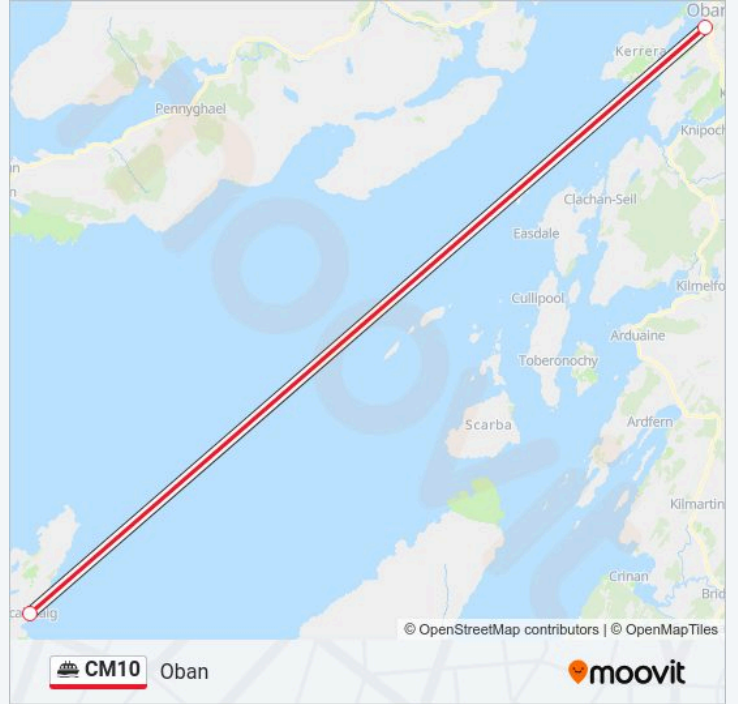 Oban
Kerrera
Pennyghael
Knipoch
Clachan-Seil
Easdale
Kilmelfo
Cullipool
Arduaine
Toberonochy
Ardfern
Scarba
Kilmartin
Crinan
Brid
© OpenStreetMap contributors | © OpenMapTiles
CM10 Oban
moovit